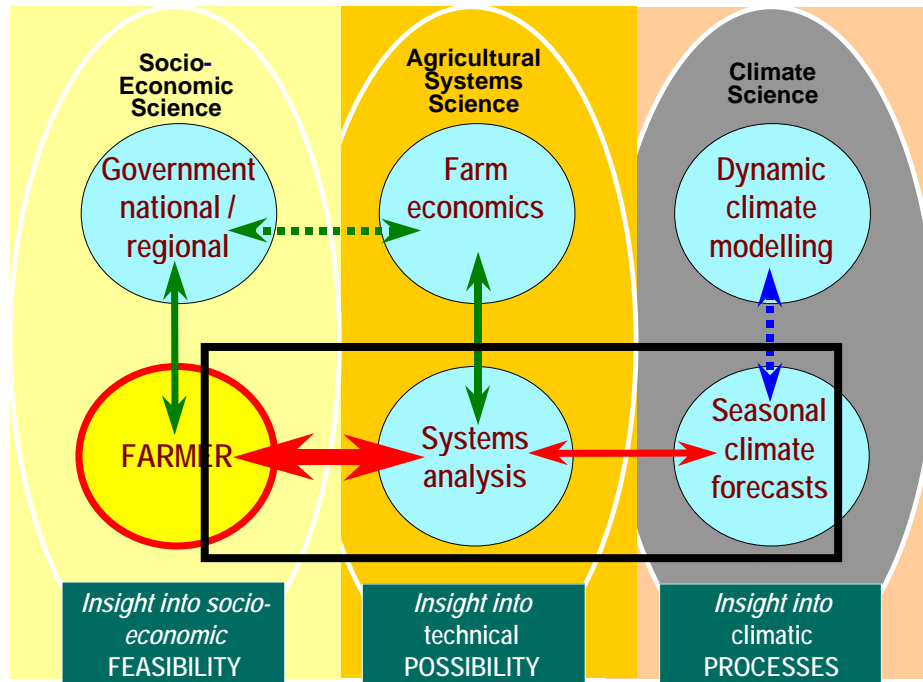 Socio-
Economic
Science
Agricultural
Systems
Science
Climate
Science
Government
national /
regional
Farm
economics
Dynamic
climate
modelling
FARMER
Systems
analysis
Seasonal
climate
forecasts
Insight into socio-
economic
FEASIBILITY
Insight into
technical
POSSIBILITY
Insight into
climatic
PROCESSES